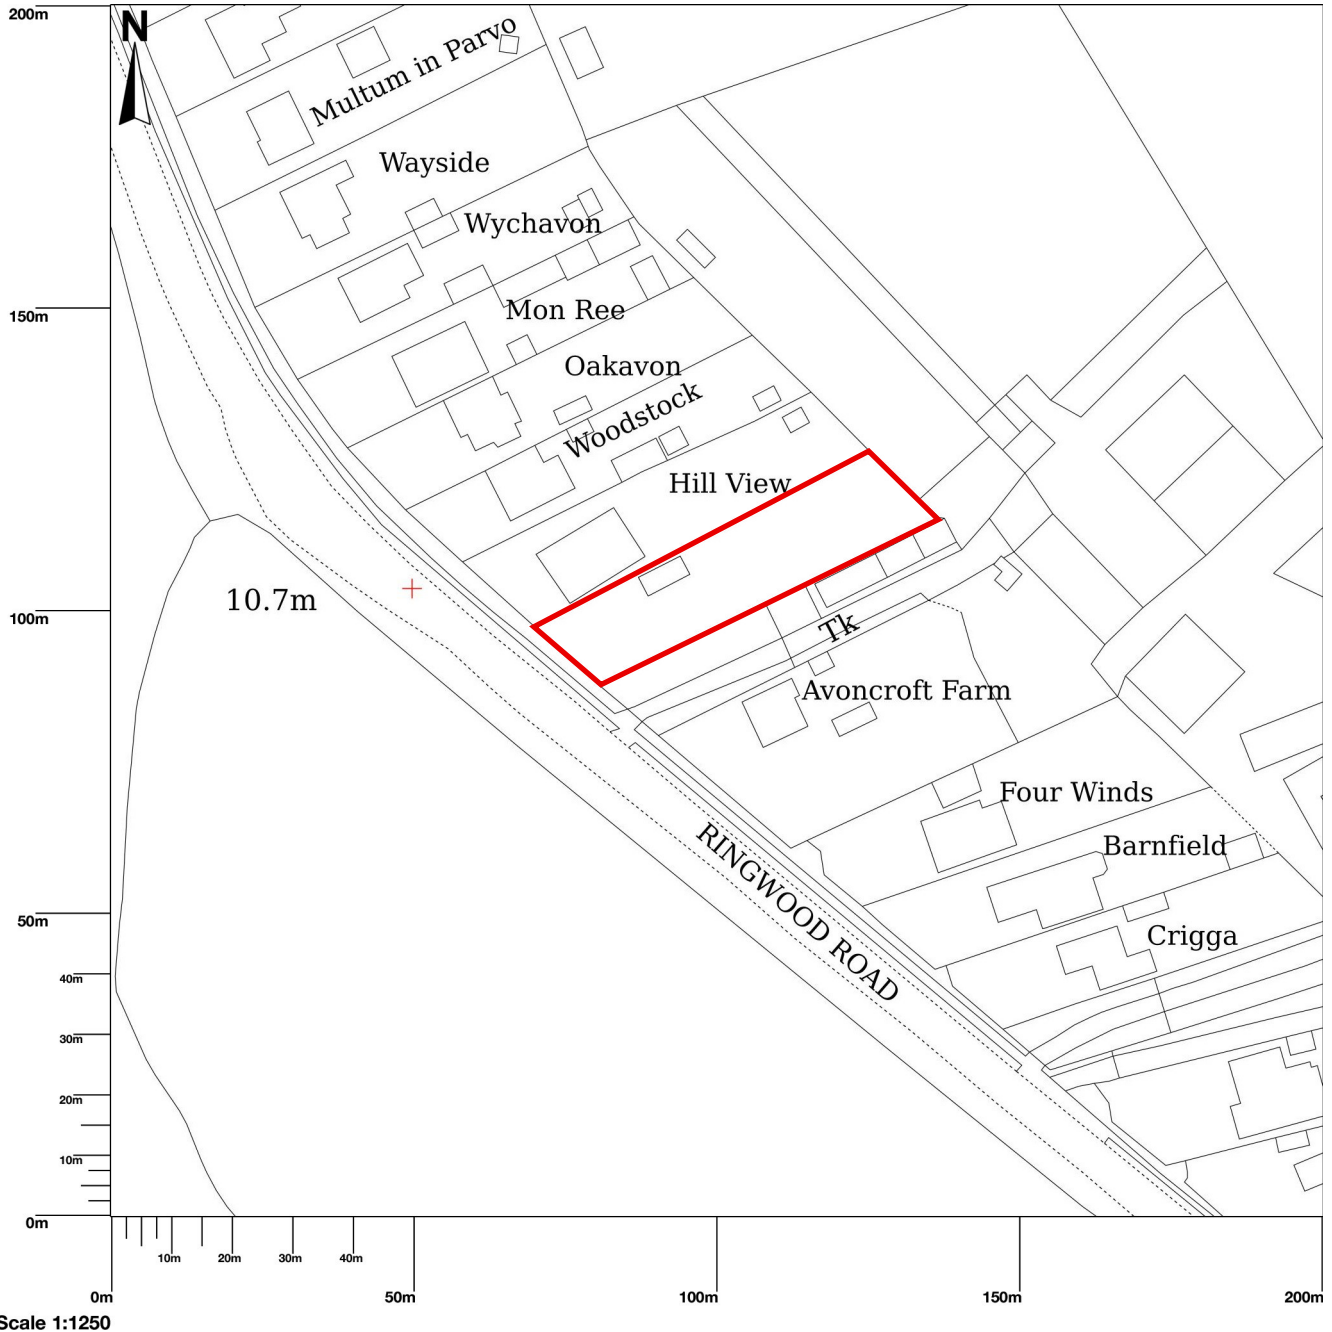 200m
N
Multum in Parvo
Wayside
Wychavon
150m
Mon Ree
Oakavon
Woodstock
Hill View
10.7m
100m
Tk
Avoncroft Farm
Four Winds
RINGWOOD ROAD
Barnfield
50m
Crigga
40m
30m
20m
10m
0m
10m 20m 30m 40m
0m 50m 100m 150m 200m
Scale 1:1250